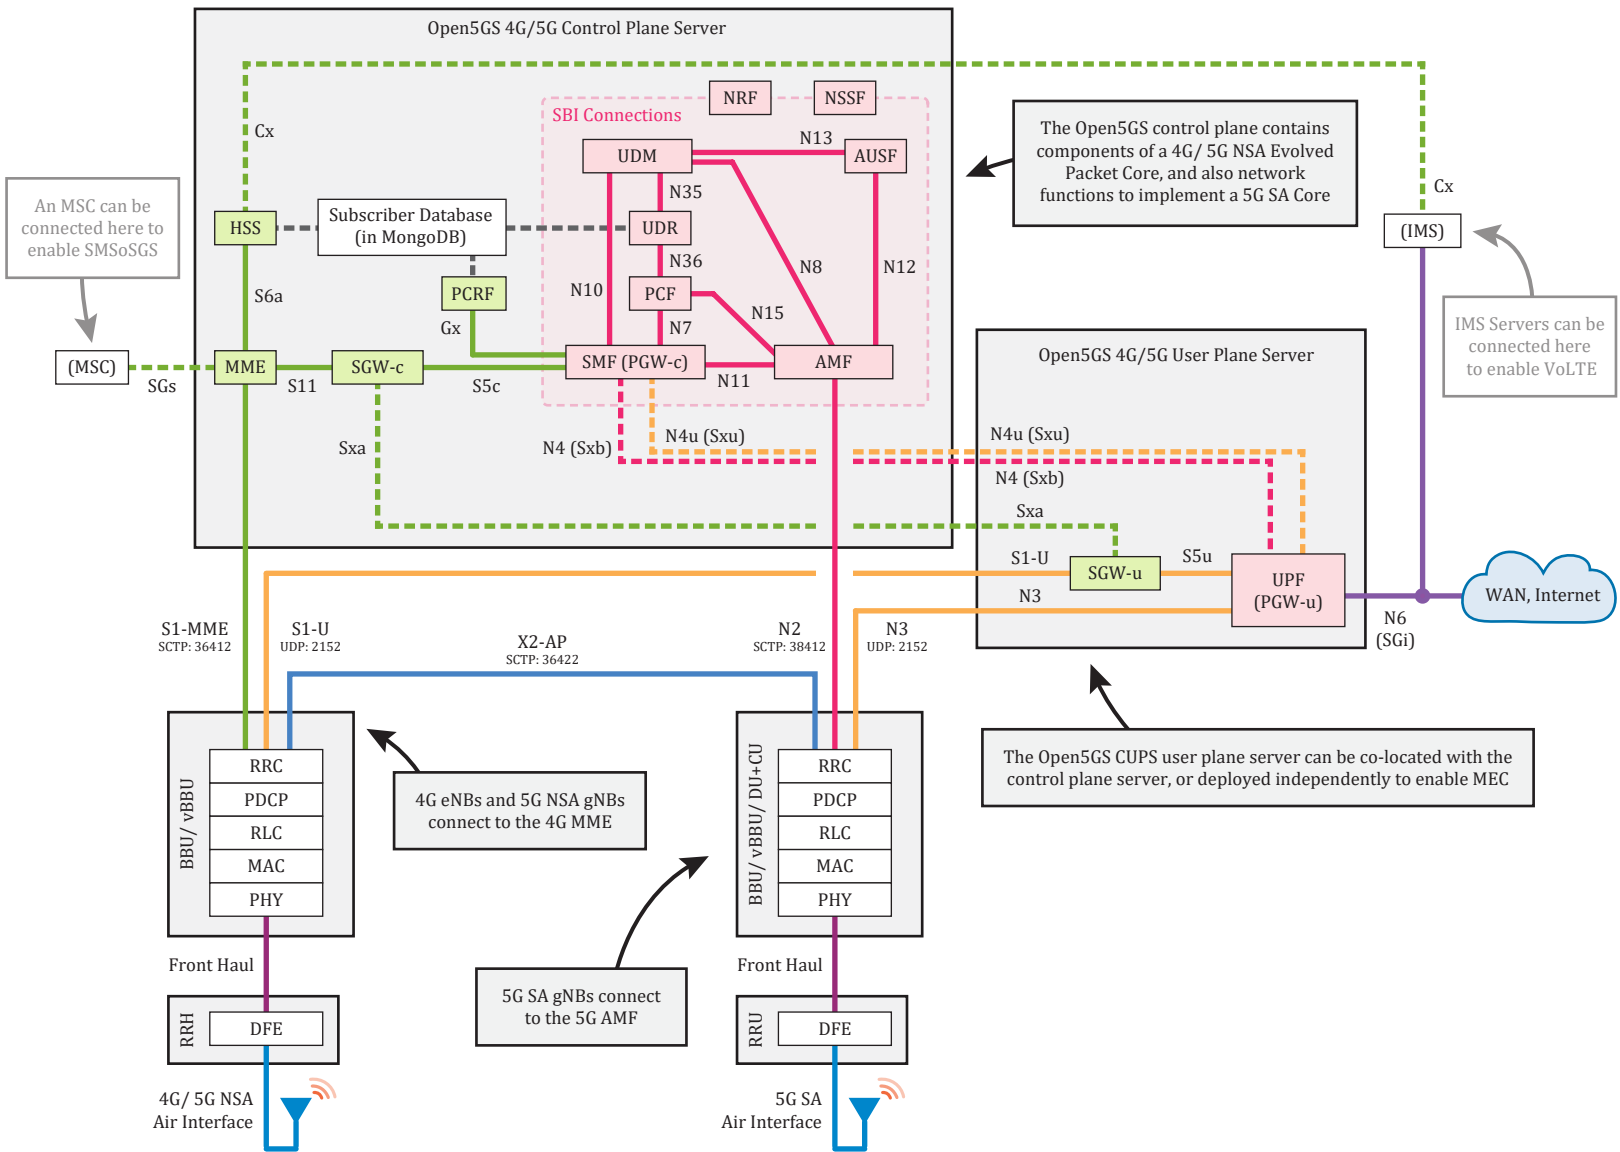 Open5GS 4G/5G Control Plane Server
NRF
NSSF
SBI Connections
Cx
N13
UDM
AUSF
The Open5GS control plane contains
components of a 4G/ 5G NSA Evolved
Packet Core, and also network
functions to implement a 5G SA Core
Cx
An MSC can be
connected here to
enable SMSoSGS
N35
HSS
Subscriber Database
(in MongoDB)
UDR
(IMS)
N36
N8
N12
S6a
PCRF
N10
PCF
N15
Gx
N7
IMS Servers can be
connected here
to enable VoLTE
Open5GS 4G/5G User Plane Server
(MSC)
SGs
MME
S11
SGW-c
S5c
SMF (PGW-c)
N11
AMF
Sxa
N4 (Sxb)
N4u (Sxu)
N4u (Sxu)
N4 (Sxb)
Sxa
S1-U
SGW-u
S5u
UPF
(PGW-u)
N3
WAN, Internet
N6
(SGi)
S1-MME
SCTP: 36412
S1-U
UDP: 2152
X2-AP
SCTP: 36422
N2
SCTP: 38412
N3
UDP: 2152
BBU/ vBBU
RRC
PDCP
RLC
MAC
PHY
4G eNBs and 5G NSA gNBs
connect to the 4G MME
BBU/ vBBU/ DU+CU
RRC
PDCP
RLC
MAC
PHY
The Open5GS CUPS user plane server can be co-located with the
control plane server, or deployed independently to enable MEC
Front Haul
5G SA gNBs connect
to the 5G AMF
Front Haul
RRH
DFE
RRU
DFE
4G/ 5G NSA
Air Interface
5G SA
Air Interface